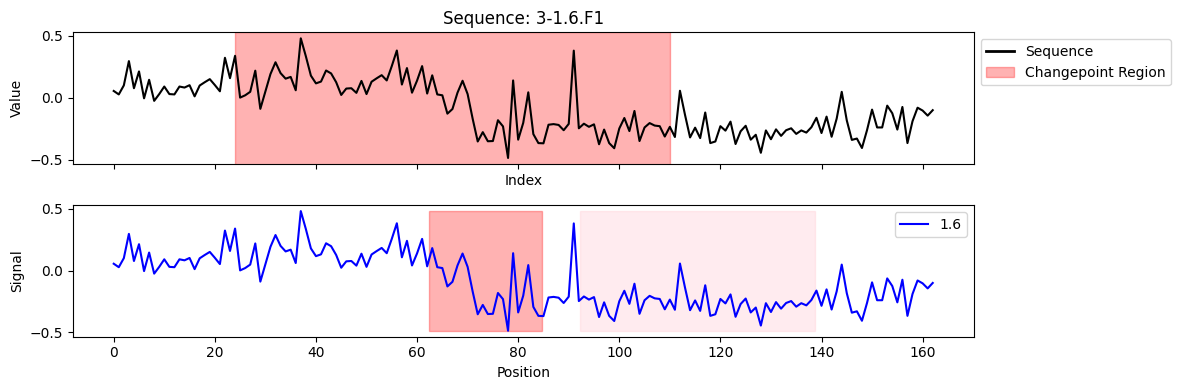 Sequence: 3-1.6.F1
0.5
0.0
−0.5
Value
Index
Sequence
Changepoint Region
0.5
0.0
−0.5
Signal
1.6
0 20 40 60 80 100 120 140 160
Position